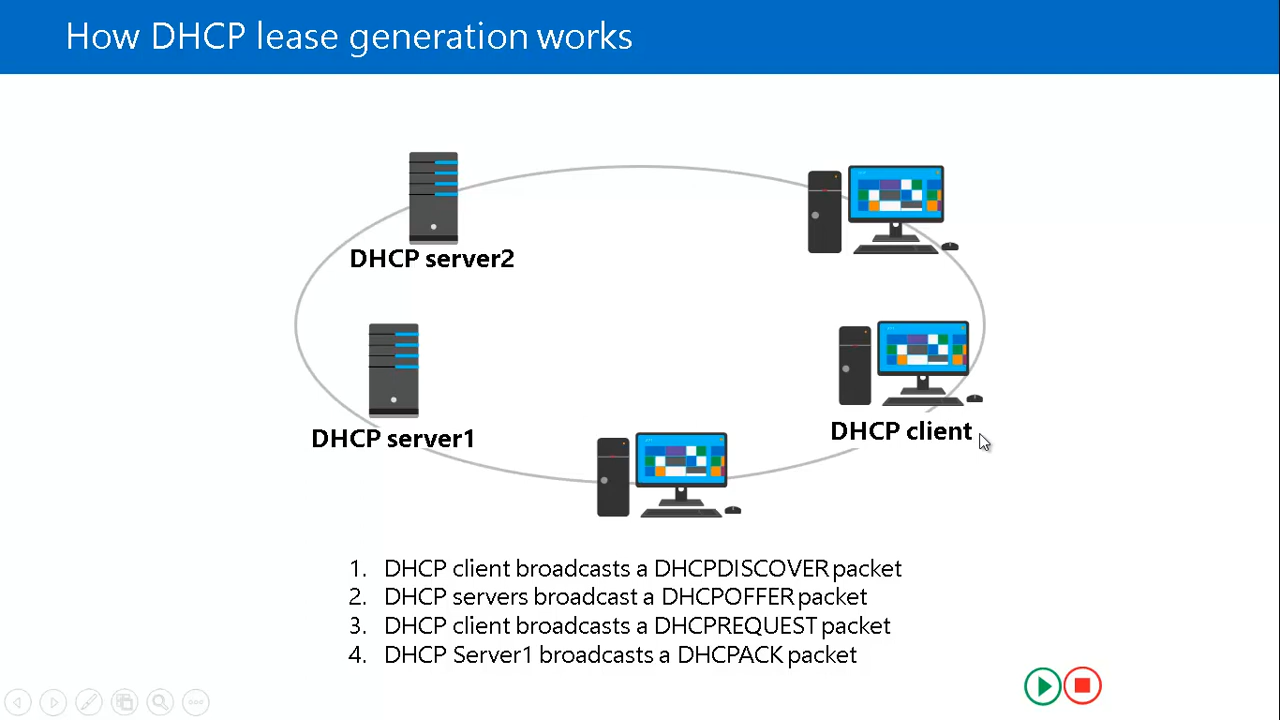 How DHCP lease generation works
DHCP server2
DHCP server1
DHCP client
1. DHCP client broadcasts a DHCPDISCOVER packet
2. DHCP servers broadcast a DHCPOFFER packet
3. DHCP client broadcasts a DHCPREQUEST packet
4. DHCP Server1 broadcasts a DHCPACK packet